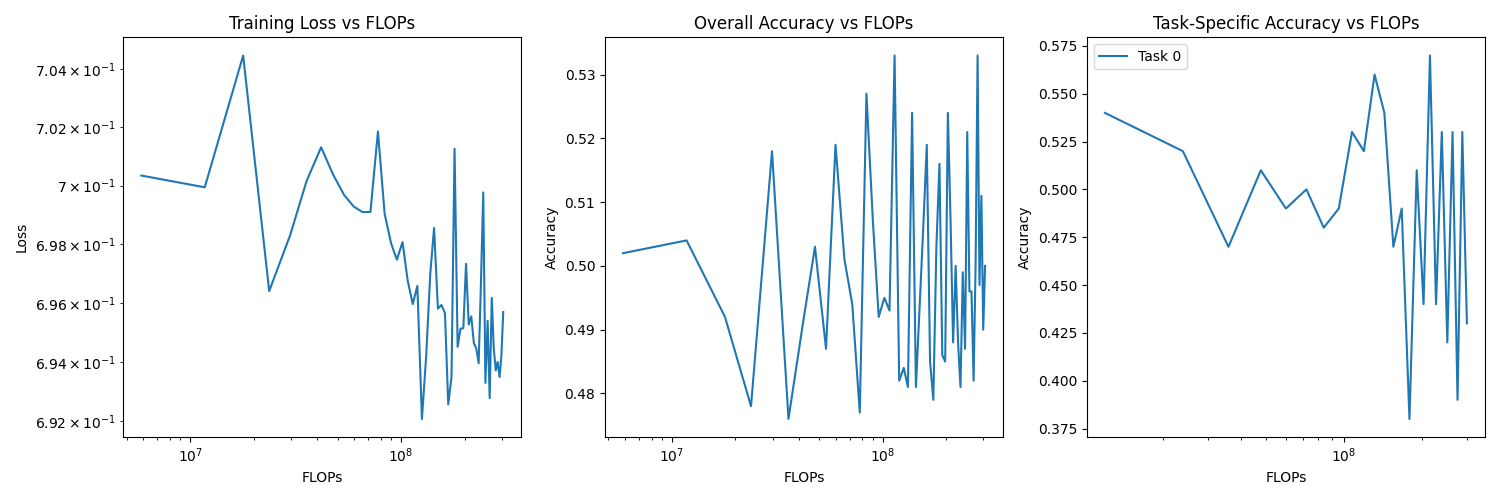 Training Loss vs FLOPs
7.04 × 10⁻¹
7.02 × 10⁻¹
7 × 10⁻¹
6.98 × 10⁻¹
6.96 × 10⁻¹
6.94 × 10⁻¹
6.92 × 10⁻¹
Loss
10⁷
10⁸
FLOPs
Overall Accuracy vs FLOPs
0.53
0.52
0.51
0.50
0.49
0.48
Accuracy
10⁷
10⁸
FLOPs
Task-Specific Accuracy vs FLOPs
Task 0
0.575
0.550
0.525
0.500
0.475
0.450
0.425
0.400
0.375
Accuracy
10⁸
FLOPs